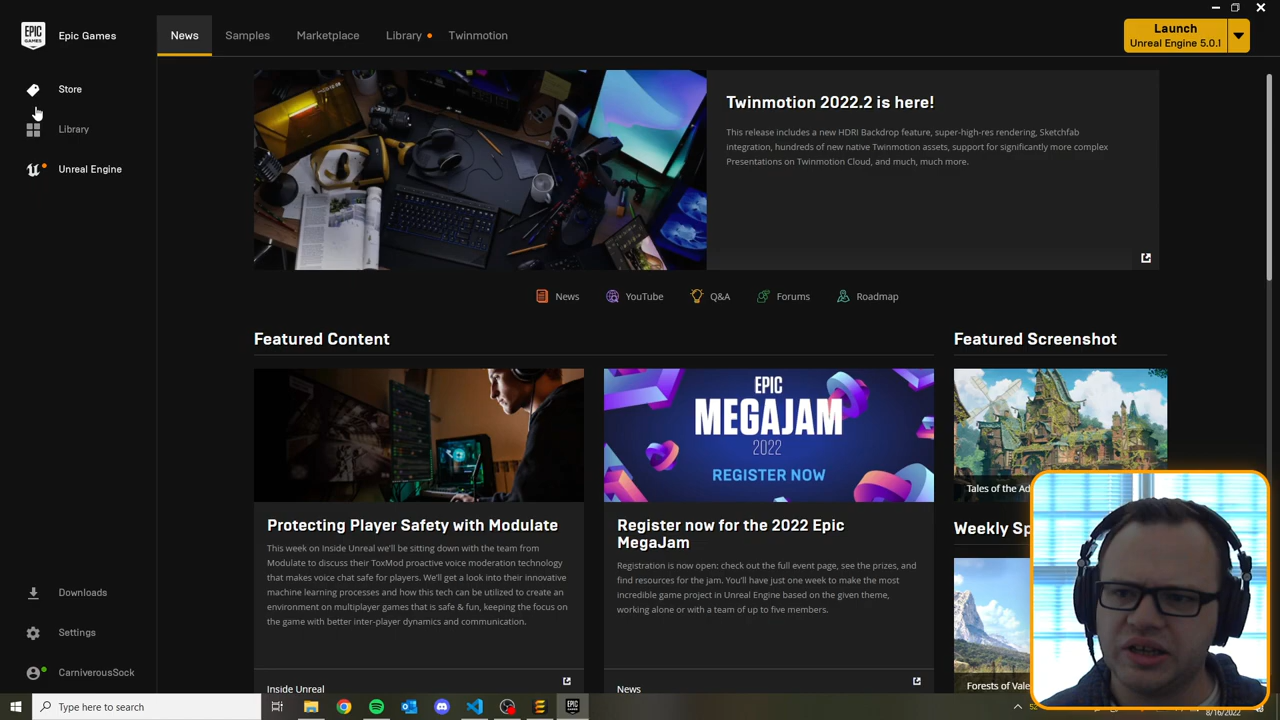 EPIC
GAMES
Epic Games
News
Samples
Marketplace
Library
Twinmotion
Launch
Unreal Engine 5.0.1
Store
Library
Unreal Engine
Twinmotion 2022.2 is here!
This release includes a new HDRI Backdrop feature, super-high-res rendering, Sketchfab
integration, hundreds of new native Twinmotion assets, support for significantly more complex
Presentations on Twinmotion Cloud, and much, much more.
News
YouTube
Q&A
Forums
Roadmap
Featured Content
Featured Screenshot
EPIC
MEGAJAM
2022
REGISTER NOW
Tales of the Ad
Protecting Player Safety with Modulate
This week on Inside Unreal we'll be sitting down with the team from
Modulate to discuss their ToxMod proactive voice moderation technology
that makes voice chat safe for players. We'll get a look into their innovative
machine learning processes and how this tech can be utilized to create an
environment on multiplayer games that is safe & fun, keeping the focus on
the game with better inter-player dynamics and communication.
Inside Unreal
Register now for the 2022 Epic
MegaJam
Registration is now open: check out the full event page, see the prizes, and
find resources for the jam. You'll have just one week to make the most
incredible game project in Unreal Engine based on the given theme,
working alone or with a team of up to five members.
News
Weekly Sp
Forests of Vale
Downloads
Settings
CarniverousSock
Type here to search
8/16/2022